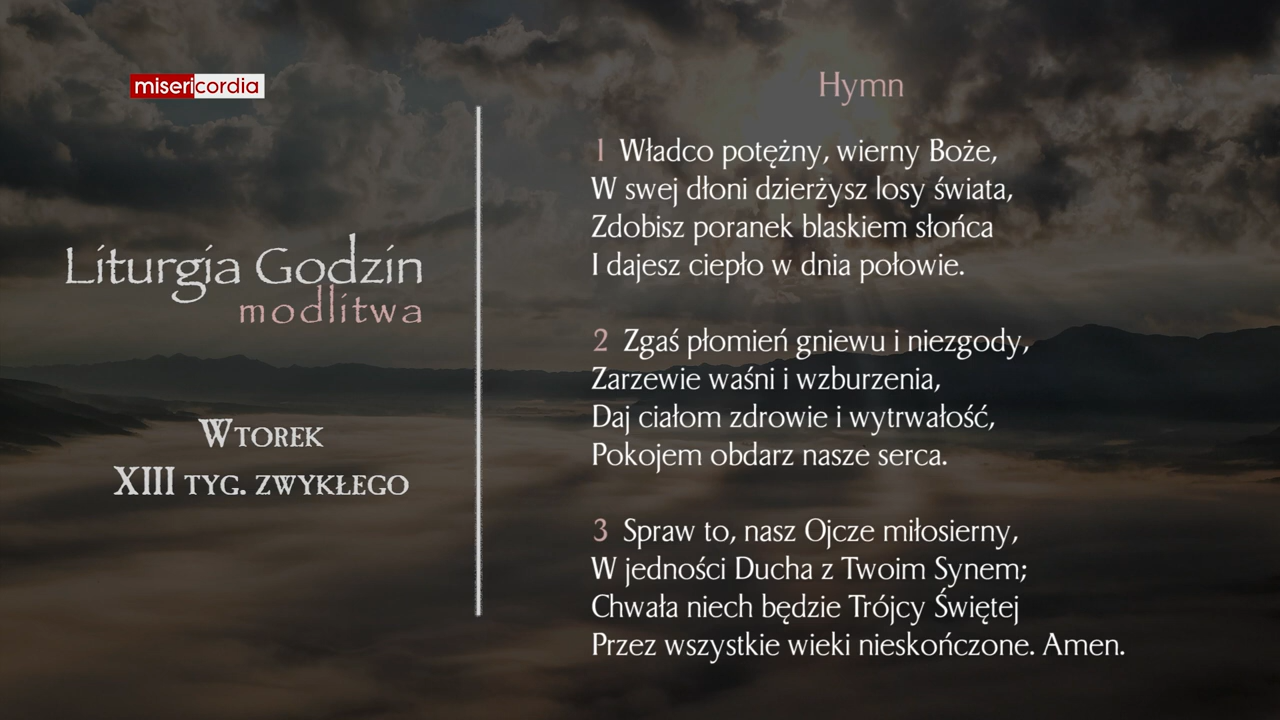 misericordia
Liturgia Godzin
modlitwa
Wtorek
XIII tyg. zwykłego
Hymn
1 Władco potężny, wierny Boże,
W swej dłoni dzierżysz losy świata,
Zdobisz poranek blaskiem słońca
I dajesz ciepło w dnia połowie.
2 Zgaś płomień gniewu i niezgody,
Zarzewie waśni i wzburzenia,
Daj ciałom zdrowie i wytrwałość,
Pokojem obdarz nasze serca.
3 Spraw to, nasz Ojcze miłosierny,
W jedności Ducha z Twoim Synem;
Chwała niech będzie Trójcy Świętej
Przez wszystkie wieki nieskończone. Amen.